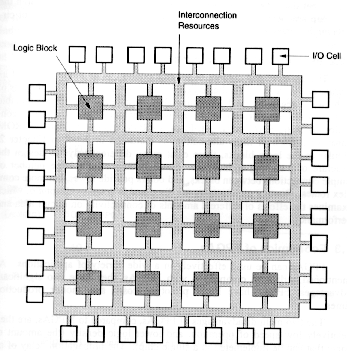 Interconnection
Resources
Logic Block
I/O Cell